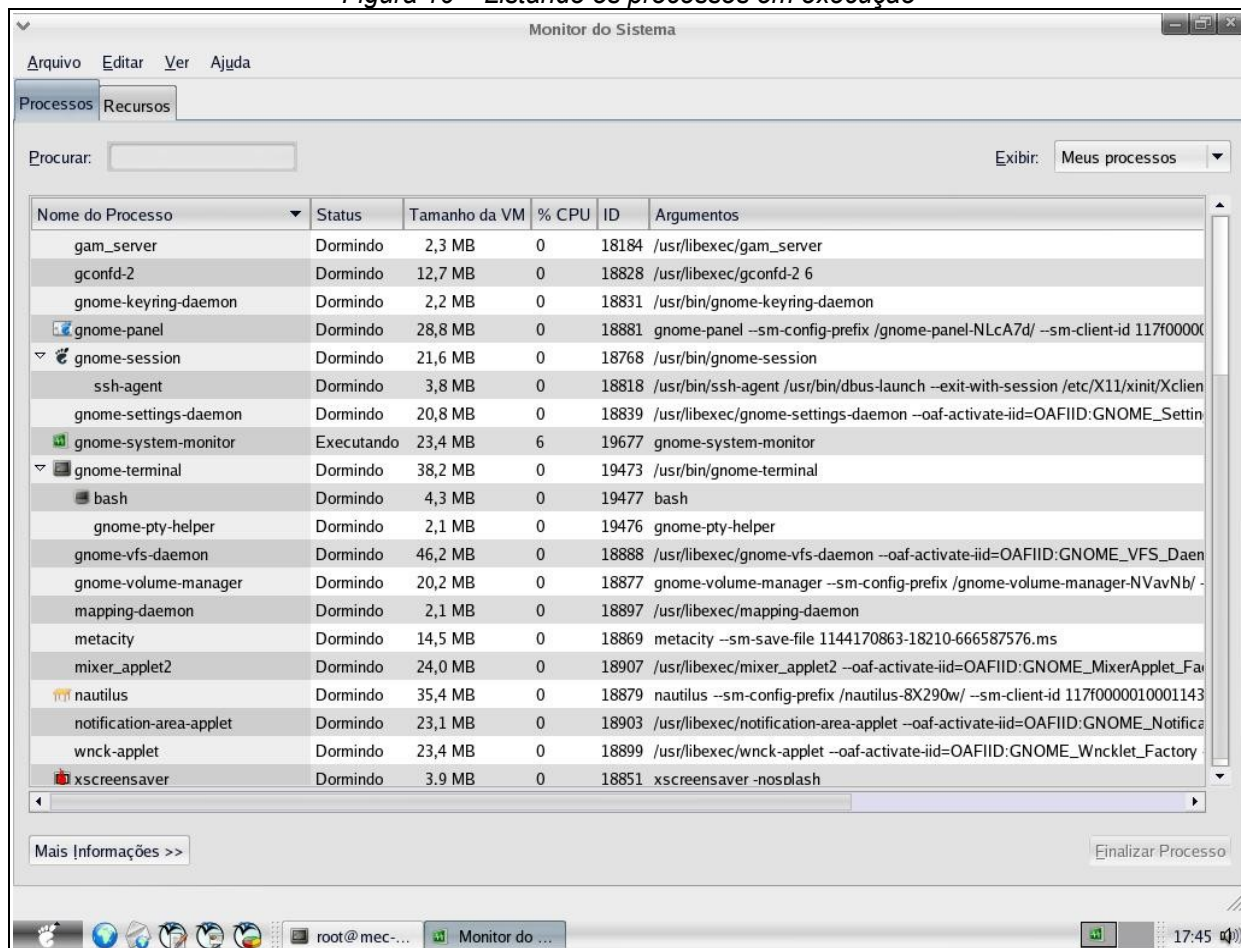 Monitor do Sistema
Arquivo Editar Ver Ajuda
Processos Recursos
Procurar: Exibir: Meus processos
Nome do Processo Status Tamanho da VM % CPU ID Argumentos
gam_server Dormindo 2,3 MB 0 18184 /usr/libexec/gam_server
gconfd-2 Dormindo 12,7 MB 0 18828 /usr/libexec/gconfd-2 6
gnome-keyring-daemon Dormindo 2,2 MB 0 18831 /usr/bin/gnome-keyring-daemon
gnome-panel Dormindo 28,8 MB 0 18881 gnome-panel --sm-config-prefix /gnome-panel-NLcA7d/ --sm-client-id 117f0000
gnome-session Dormindo 21,6 MB 0 18768 /usr/bin/gnome-session
ssh-agent Dormindo 3,8 MB 0 18818 /usr/bin/ssh-agent /usr/bin/dbus-launch --exit-with-session /etc/X11/xinit/Xclien
gnome-settings-daemon Dormindo 20,8 MB 0 18839 /usr/libexec/gnome-settings-daemon --oaf-activate-iid=OAFIID:GNOME_Settin
gnome-system-monitor Executando 23,4 MB 6 19677 gnome-system-monitor
gnome-terminal Dormindo 38,2 MB 0 19473 /usr/bin/gnome-terminal
bash Dormindo 4,3 MB 0 19477 bash
gnome-pty-helper Dormindo 2,1 MB 0 19476 gnome-pty-helper
gnome-vfs-daemon Dormindo 46,2 MB 0 18888 /usr/libexec/gnome-vfs-daemon --oaf-activate-iid=OAFIID:GNOME_VFS_Daen
gnome-volume-manager Dormindo 20,2 MB 0 18877 gnome-volume-manager --sm-config-prefix /gnome-volume-manager-NVavNb/ -
mapping-daemon Dormindo 2,1 MB 0 18897 /usr/libexec/mapping-daemon
metacity Dormindo 14,5 MB 0 18869 metacity --sm-save-file 1144170863-18210-666587576.ms
mixer_applet2 Dormindo 24,0 MB 0 18907 /usr/libexec/mixer_applet2 --oaf-activate-iid=OAFIID:GNOME_MixerApplet_Fa
nautilus Dormindo 35,4 MB 0 18879 nautilus --sm-config-prefix /nautilus-8X290w/ --sm-client-id 117f0000010001143
notification-area-applet Dormindo 23,1 MB 0 18903 /usr/libexec/notification-area-applet --oaf-activate-iid=OAFIID:GNOME_Notifica
wnck-applet Dormindo 23,4 MB 0 18899 /usr/libexec/wnck-applet --oaf-activate-iid=OAFIID:GNOME_Wncklet_Factory -
xscreensaver Dormindo 3.9 MB 0 18851 xscreensaver -nosplash
Mais Informações >> Finalizar Processo
root@mec-... Monitor do ... 17:45